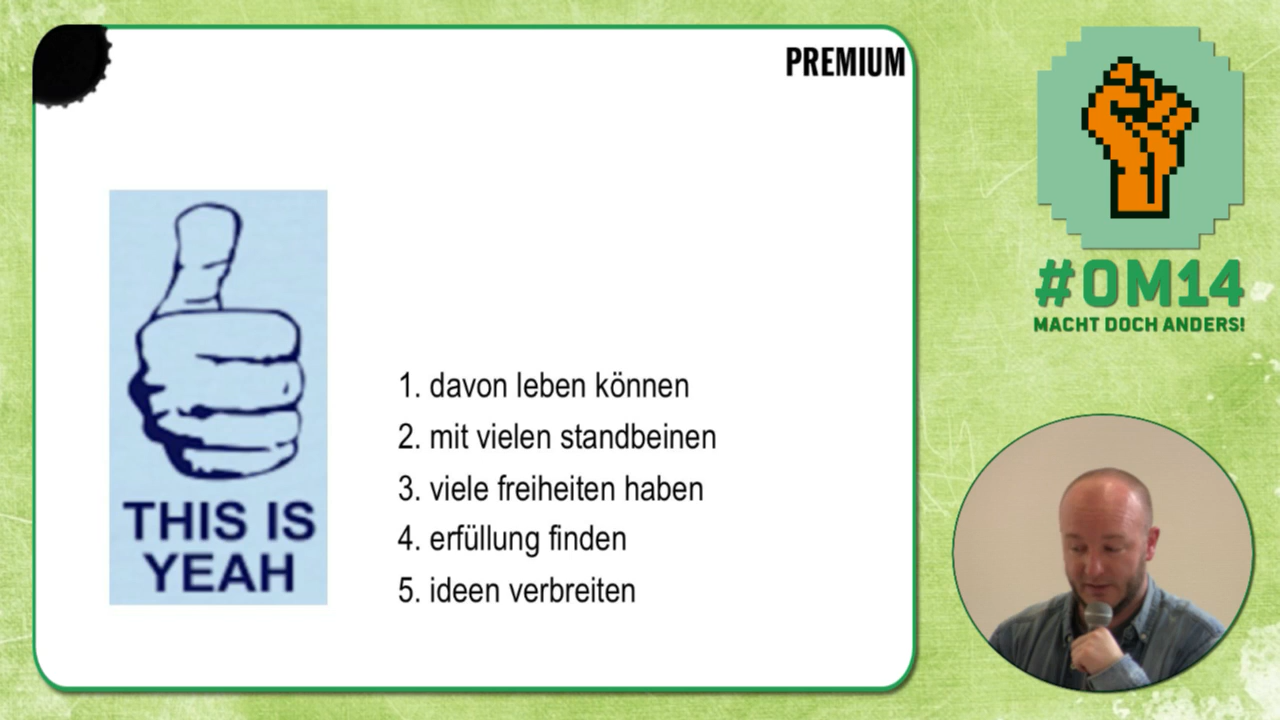 PREMIUM
THIS IS
YEAH
1. davon leben können
2. mit vielen standbeinen
3. viele freiheiten haben
4. erfüllung finden
5. ideen verbreiten
#OM14
MACHT DOCH ANDERS!